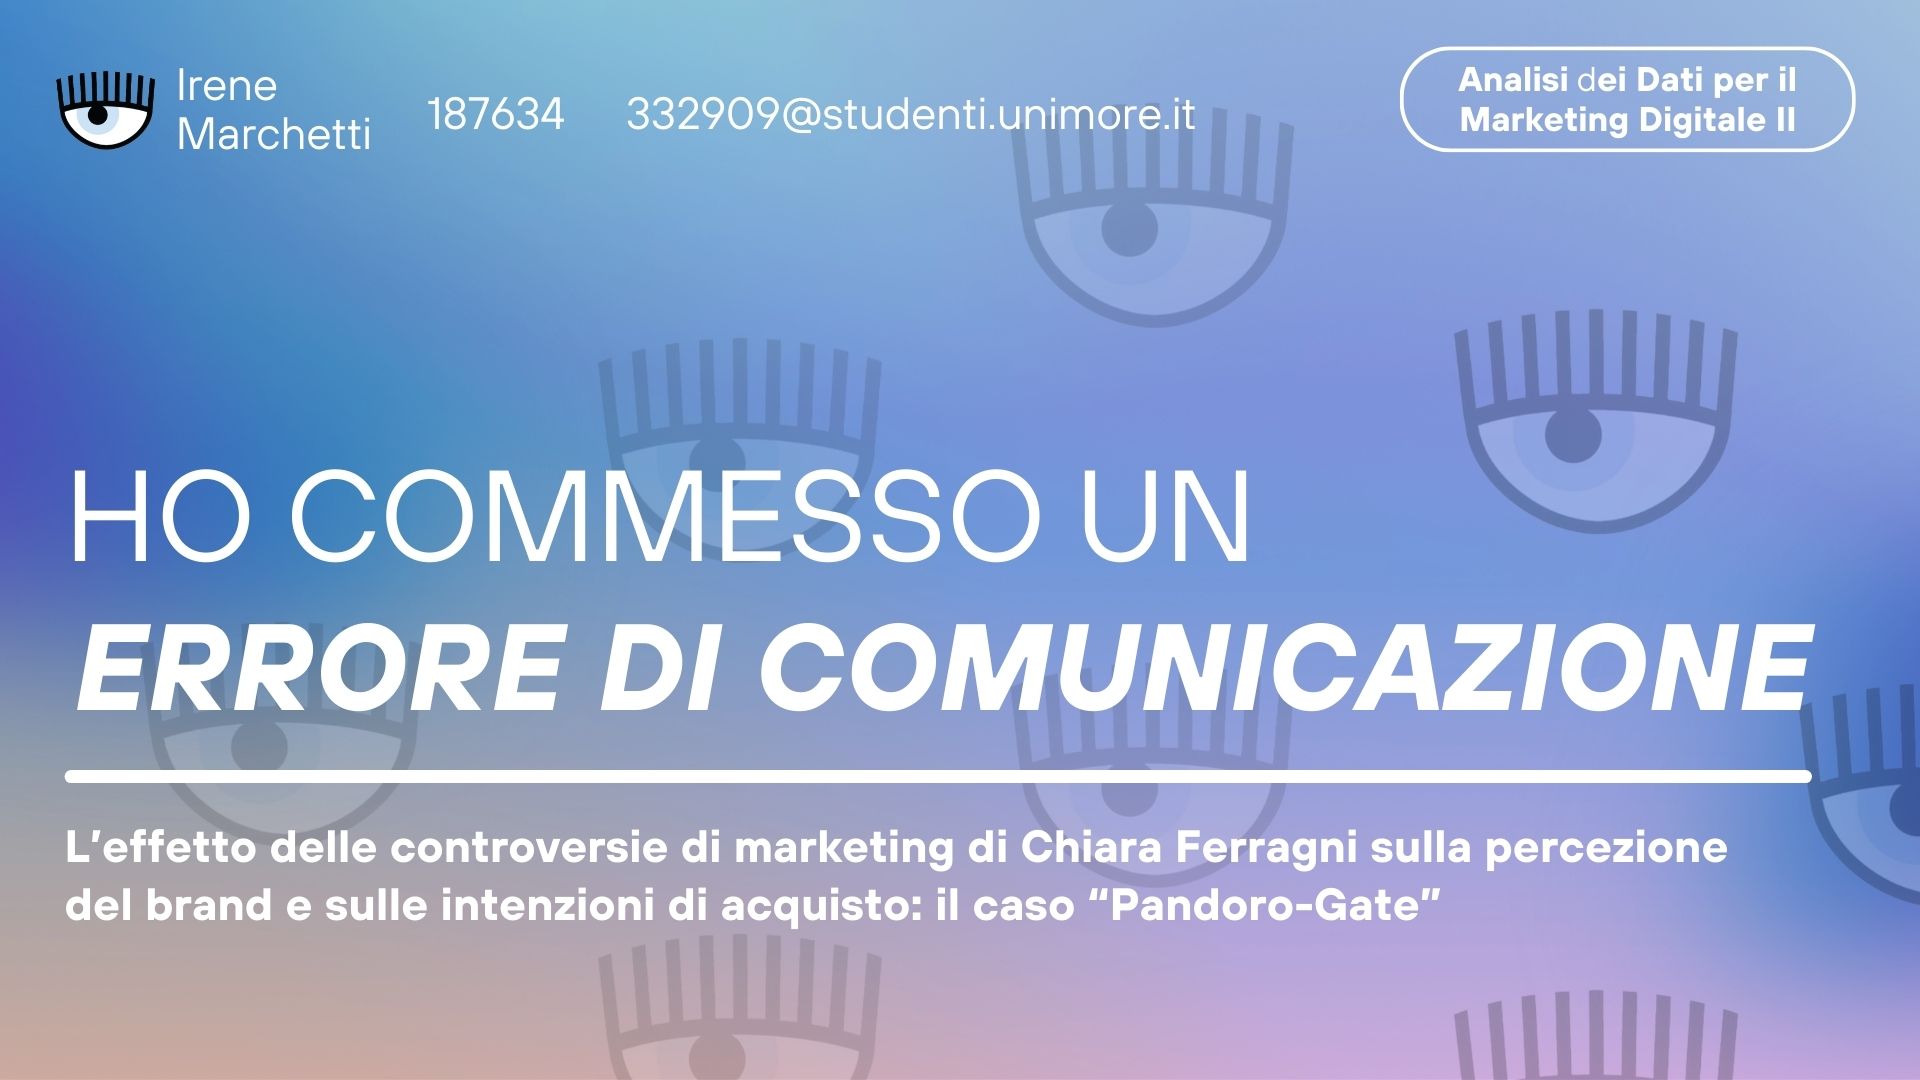 Irene
Marchetti
187634
332909@studenti.unimore.it
Analisi dei Dati per il
Marketing Digitale II
HO COMMESSO UN
ERRORE DI COMUNICAZIONE
L'effetto delle controversie di marketing di Chiara Ferragni sulla percezione
del brand e sulle intenzioni di acquisto: il caso “Pandoro-Gate”